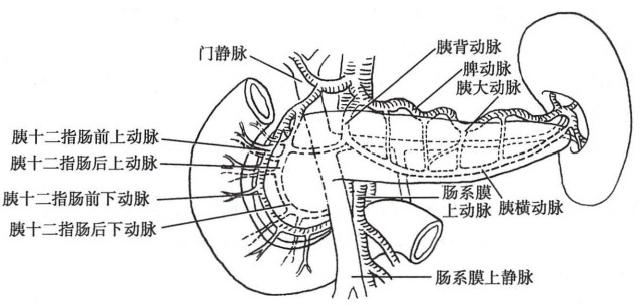 门静脉
胰背动脉
脾动脉
胰大动脉
胰十二指肠前上动脉
胰十二指肠后上动脉
胰十二指肠前下动脉
胰十二指肠后下动脉
肠系膜
上动脉
胰横动脉
肠系膜上静脉